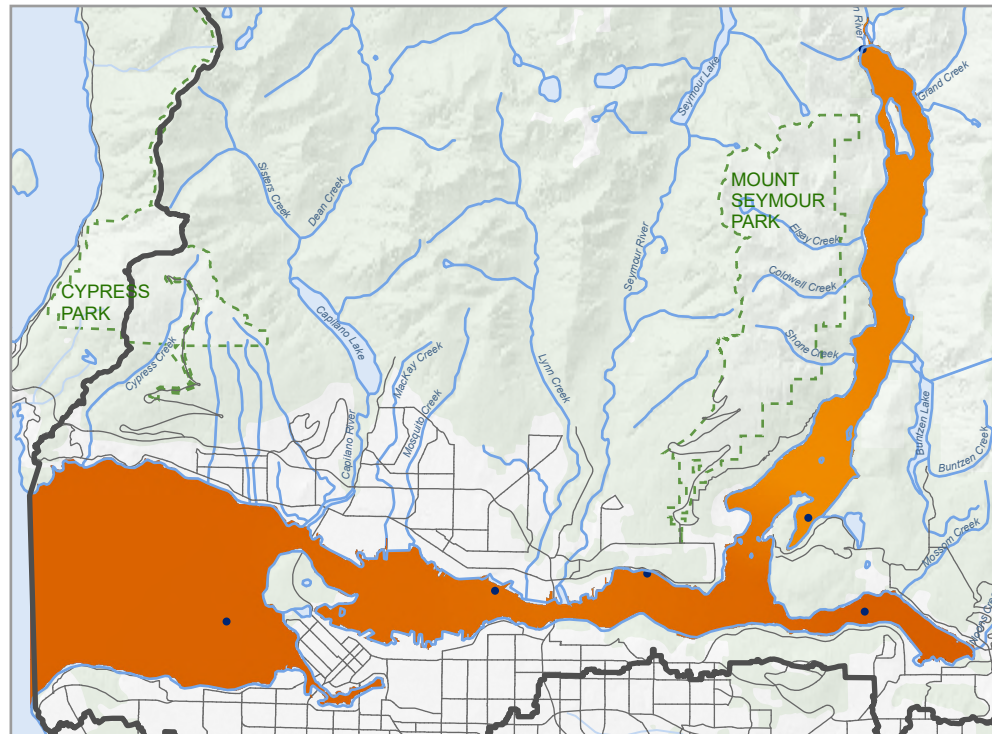 n River
Grand Creek
Seymour Lake
MOUNT
SEYMOUR
PARK
Sisters Creek
Dean Creek
Elsay Creek
Seymour River
Coldwell Creek
CYPRESS
PARK
Capilano Lake
Shone Creek
Cypress Creek
MacKay Creek
Lynn Creek
Mosquito Creek
Buntzen Lake
Capilano River
Buntzen Creek
Mossom Creek